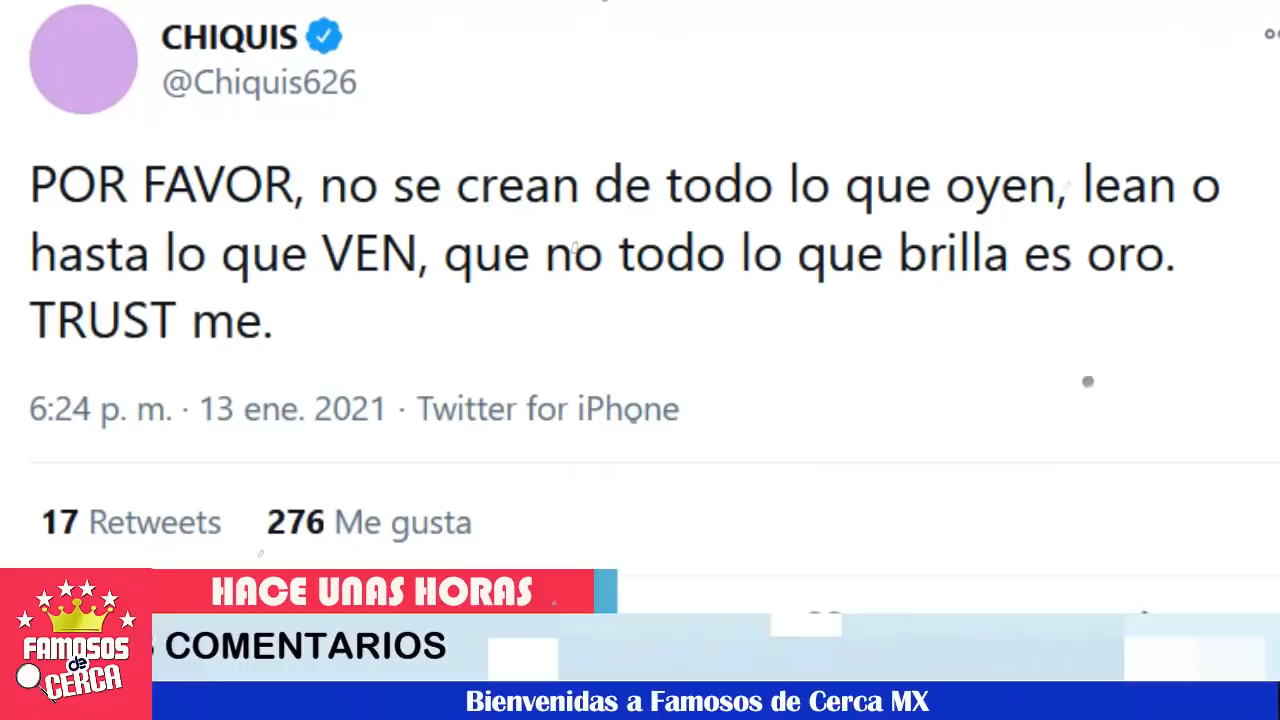 CHIQUIS
@Chiquis626
POR FAVOR, no se crean de todo lo que oyen, lean o
hasta lo que VEN, que no todo lo que brilla es oro.
TRUST me.
6:24 p. m. · 13 ene. 2021 · Twitter for iPhone
17 Retweets 276 Me gusta
HACE UNAS HORAS
COMENTARIOS
FAMOSOS
de
CERCA
Bienvenidas a Famosos de Cerca MX